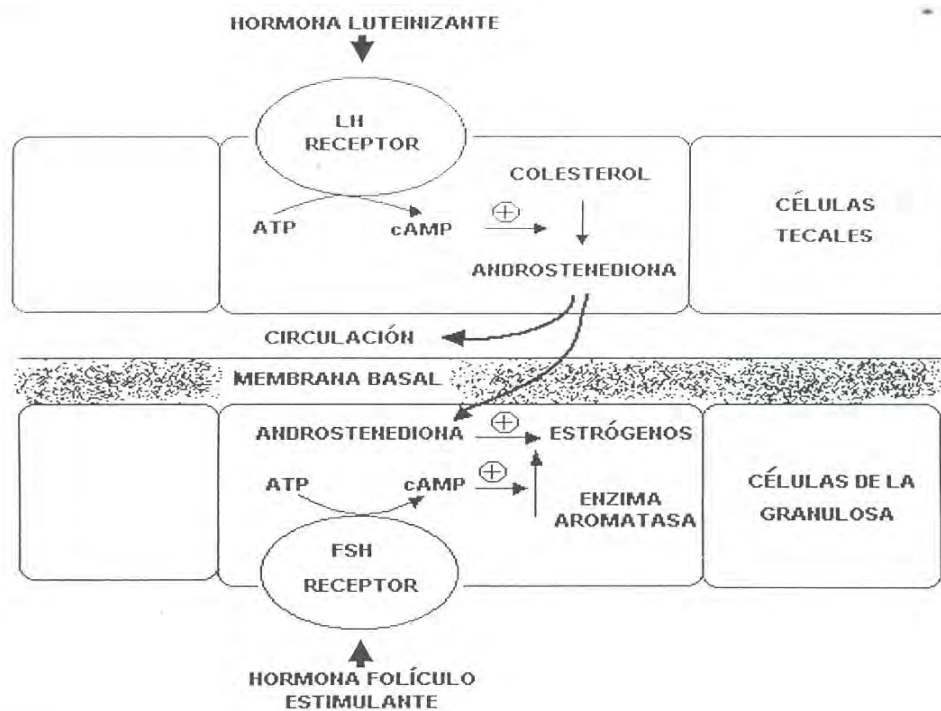 HORMONA LUTEINIZANTE
LH
RECEPTOR
COLESTEROL
ATP
cAMP
ANDROSTENEDIONA
CÉLULAS
TECALES
CIRCULACIÓN
MEMBRANA BASAL
ANDROSTENEDIONA
ESTRÓGENOS
ATP
cAMP
ENZIMA
AROMATASA
CÉLULAS DE LA
GRANULOSA
FSH
RECEPTOR
HORMONA FOLÍCULO
ESTIMULANTE